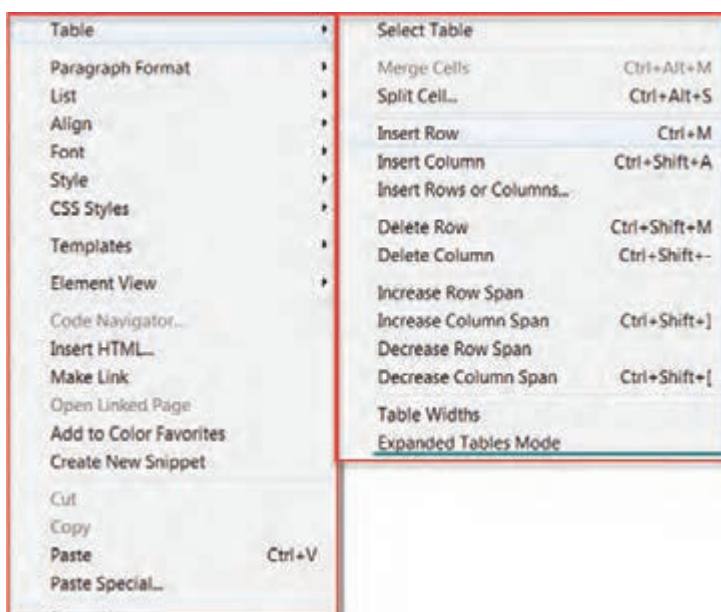 Table
Paragraph Format
List
Align
Font
Style
CSS Styles
Templates
Element View
Code Navigator...
Insert HTML...
Make Link
Open Linked Page
Add to Color Favorites
Create New Snippet
Cut
Copy
Paste Ctrl+V
Paste Special...
Select Table
Merge Cells Ctrl+Alt+M
Split Cell... Ctrl+Alt+S
Insert Row Ctrl+M
Insert Column Ctrl+Shift+A
Insert Rows or Columns...
Delete Row Ctrl+Shift+M
Delete Column Ctrl+Shift+-
Increase Row Span
Increase Column Span Ctrl+Shift+]
Decrease Row Span
Decrease Column Span Ctrl+Shift+[
Table Widths
Expanded Tables Mode